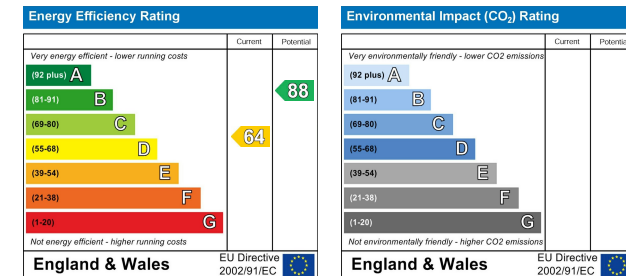 Energy Efficiency Rating
Current Potential
Very energy efficient - lower running costs
(92 plus) A
(81-91) B
88
(69-80) C
64
(55-68) D
(39-54) E
(21-38) F
(1-20) G
Not energy efficient - higher running costs
England & Wales
EU Directive
2002/91/EC
Environmental Impact (CO₂) Rating
Current Potential
Very environmentally friendly - lower CO2 emissions
(92 plus) A
(81-91) B
(69-80) C
(55-68) D
(39-54) E
(21-38) F
(1-20) G
Not environmentally friendly - higher CO2 emissions
England & Wales
EU Directive
2002/91/EC